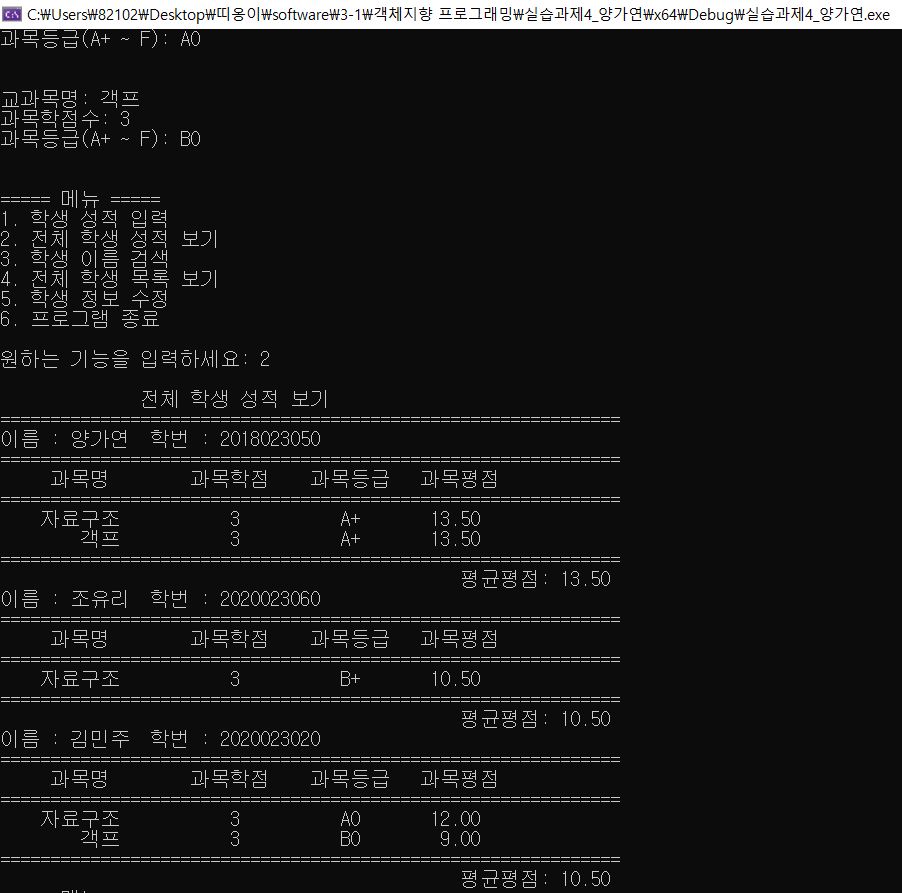 C:\Users\82102\Desktop\띠옹이\software\3-1\객체지향 프로그래밍\실습과제4_양가연\x64\Debug\실습과제4_양가연.exe
과목등급(A+ ~ F): A0
교과목명: 객프
과목학점수: 3
과목등급(A+ ~ F): B0
===== 메뉴 =====
1. 학생 성적 입력
2. 전체 학생 성적 보기
3. 학생 이름 검색
4. 전체 학생 목록 보기
5. 학생 정보 수정
6. 프로그램 종료
원하는 기능을 입력하세요: 2
전체 학생 성적 보기
==============================================================
이름 : 양가연  학번 : 2018023050
==============================================================
과목명 과목학점 과목등급 과목평점
==============================================================
자료구조 3 A+ 13.50
객프 3 A+ 13.50
==============================================================
평균평점: 13.50
이름 : 조유리  학번 : 2020023060
==============================================================
과목명 과목학점 과목등급 과목평점
==============================================================
자료구조 3 B+ 10.50
==============================================================
평균평점: 10.50
이름 : 김민주  학번 : 2020023020
==============================================================
과목명 과목학점 과목등급 과목평점
==============================================================
자료구조 3 A0 12.00
객프 3 B0 9.00
==============================================================
평균평점: 10.50